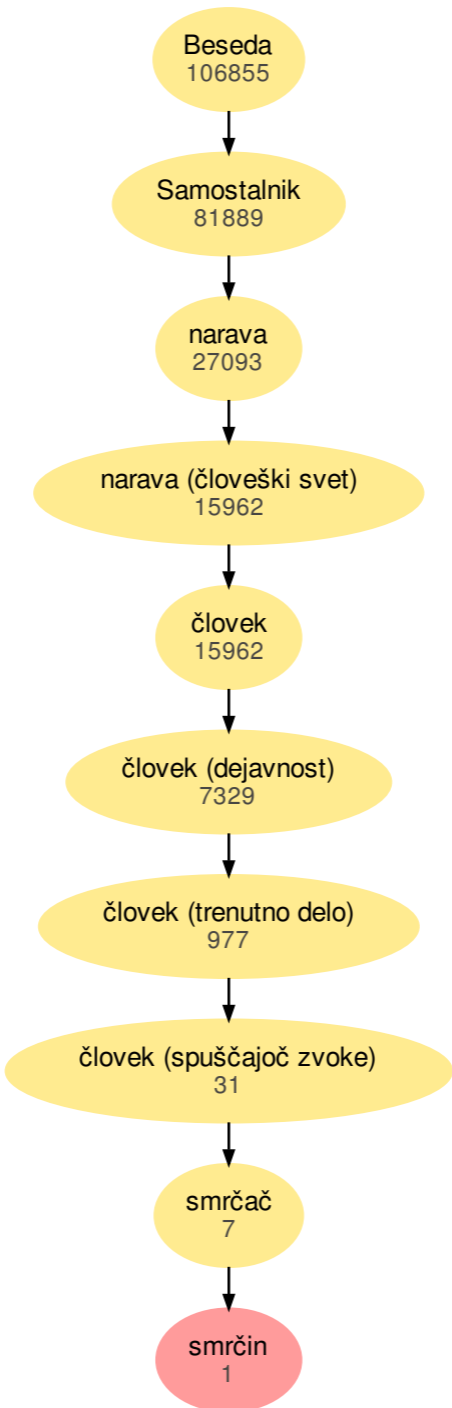 Beseda
106855
Samostalnik
81889
narava
27093
narava (človeški svet)
15962
človek
15962
človek (dejavnost)
7329
človek (trenutno delo)
977
človek (spuščajoč zvoke)
31
smrčač
7
smrčin
1